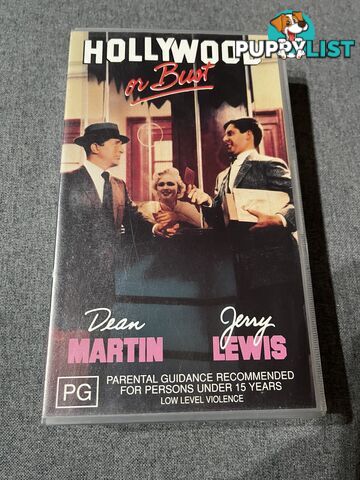 HOLLYWOOD
PUPPYLIST
or Bust
Dean
MARTIN
Jerry
LEWIS
PG
PARENTAL GUIDANCE RECOMMENDED
FOR PERSONS UNDER 15 YEARS
LOW LEVEL VIOLENCE